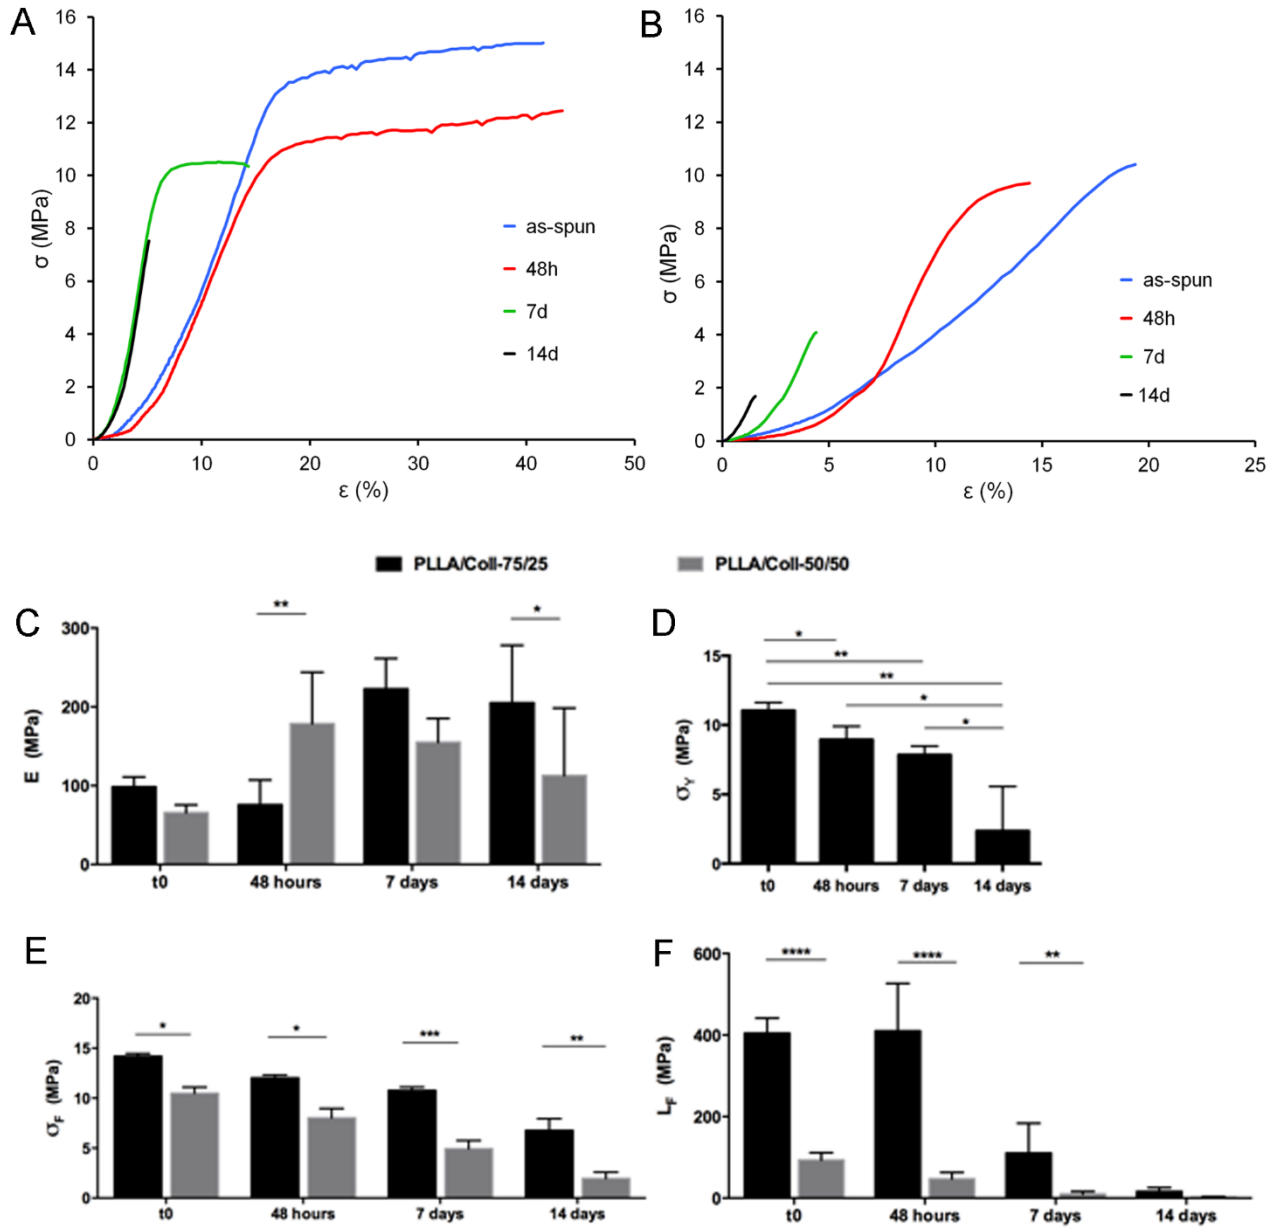 A
16
14
12
10
8
6
4
2
0
σ (MPa)
0 10 20 30 40 50
ε (%)
as-spun
48h
7d
14d
B
16
14
12
10
8
6
4
2
0
σ (MPa)
0 5 10 15 20 25
ε (%)
as-spun
48h
7d
14d
PLLA/Coll-75/25 PLLA/Coll-50/50
C
300
200
100
0
E (MPa)
** *
t0 48 hours 7 days 14 days
D
15
10
5
0
σY (MPa)
*
**
**
*
*
t0 48 hours 7 days 14 days
E
20
15
10
5
0
σF (MPa)
* * *** **
t0 48 hours 7 days 14 days
F
600
400
200
0
LF (MPa)
**** **** **
t0 48 hours 7 days 14 days